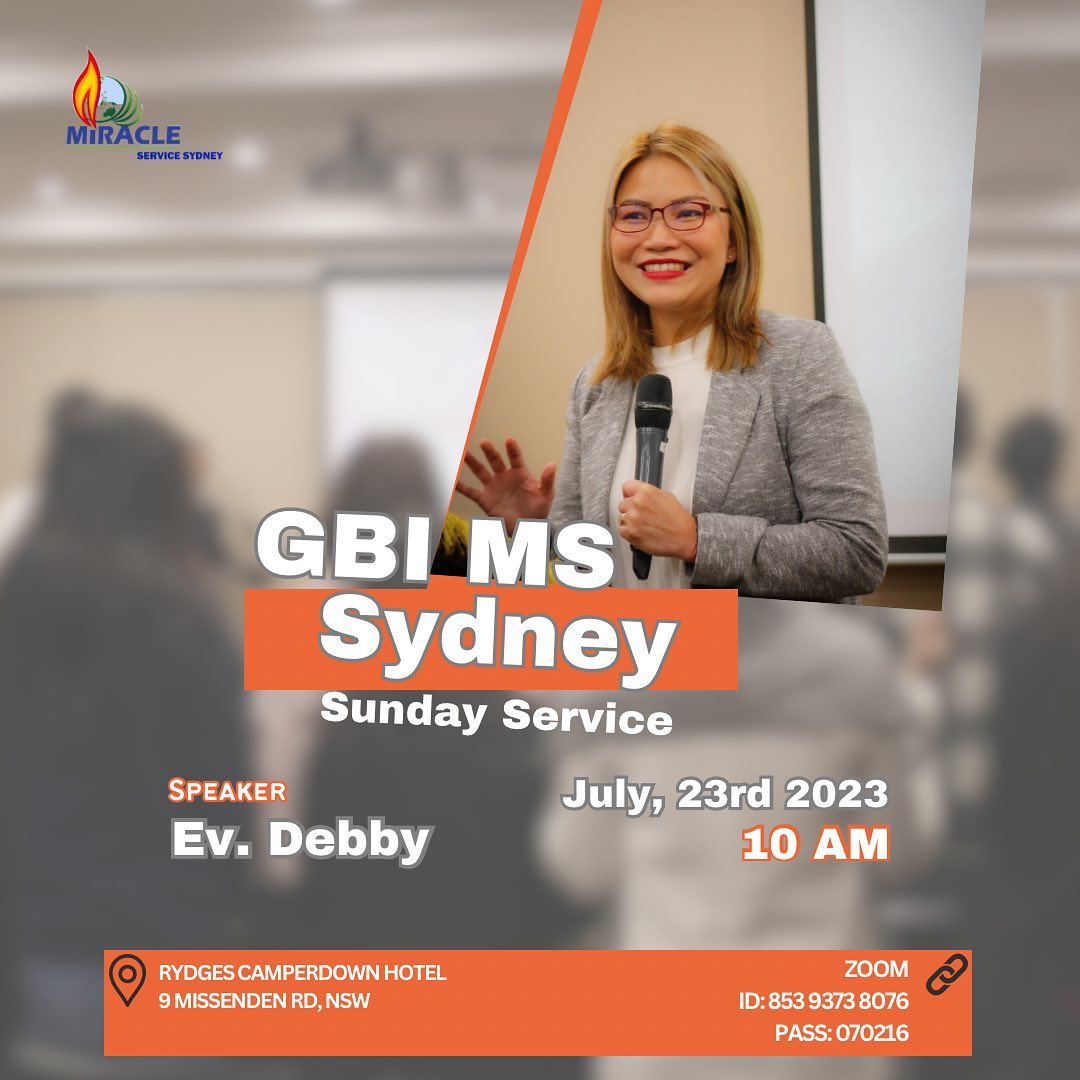 MiRACLE
SERVICE SYDNEY
GBI MS
Sydney
Sunday Service
SPEAKER
Ev. Debby
July, 23rd 2023
10 AM
RYDGES CAMPERDOWN HOTEL
9 MISSENDEN RD, NSW
ZOOM
ID: 853 9373 8076
PASS: 070216